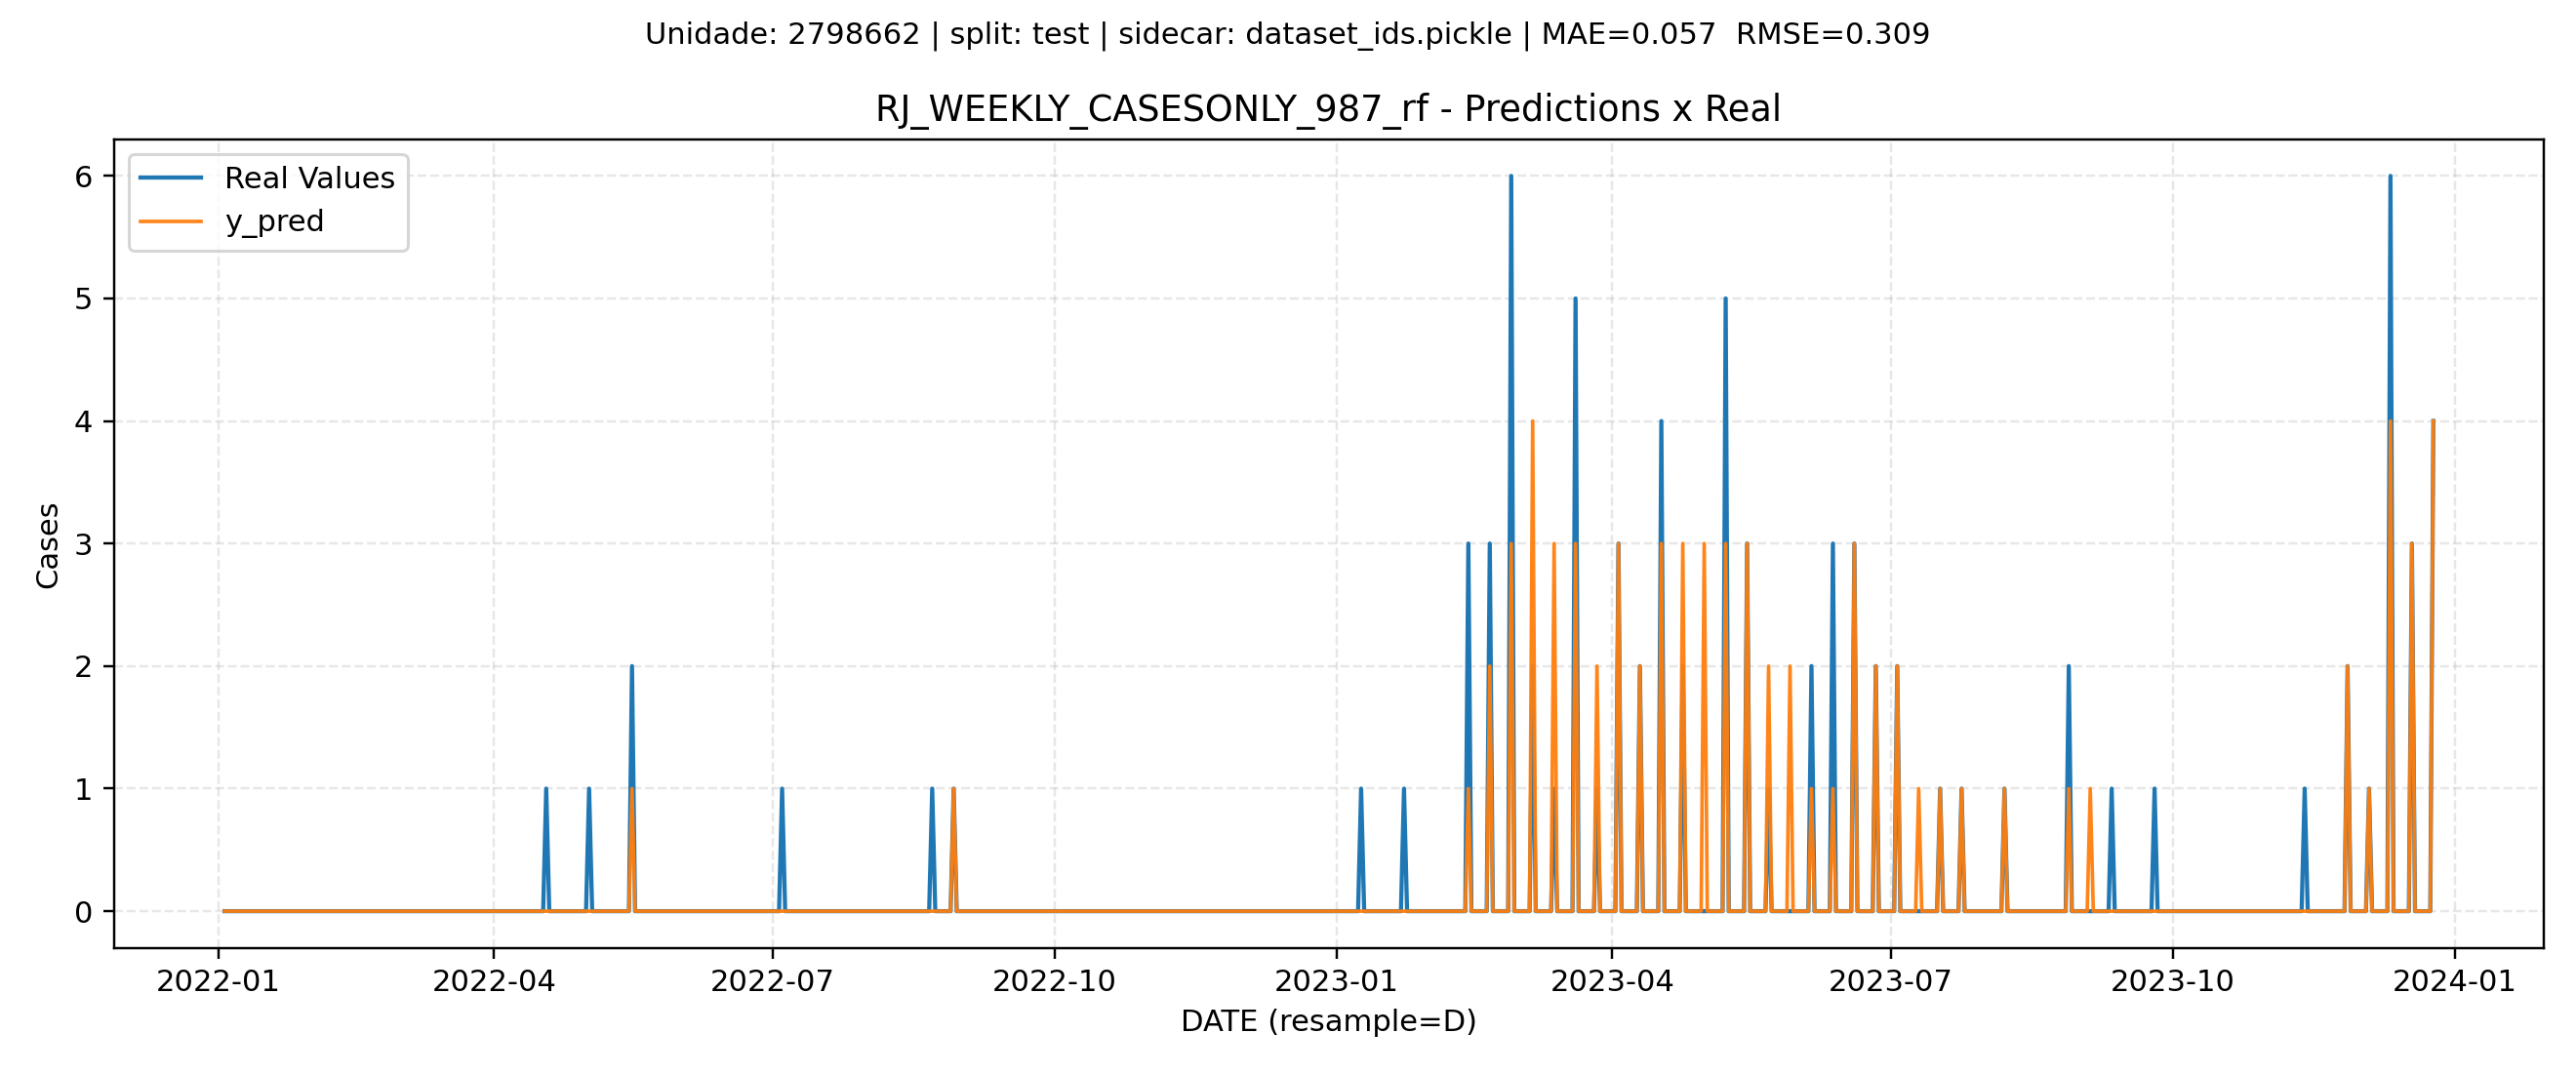 Unidade: 2798662 | split: test | sidecar: dataset_ids.pickle | MAE=0.057  RMSE=0.309
RJ_WEEKLY_CASESONLY_987_rf - Predictions x Real
Real Values
y_pred
6
5
4
3
2
1
0
Cases
2022-01
2022-04
2022-07
2022-10
2023-01
2023-04
2023-07
2023-10
2024-01
DATE (resample=D)